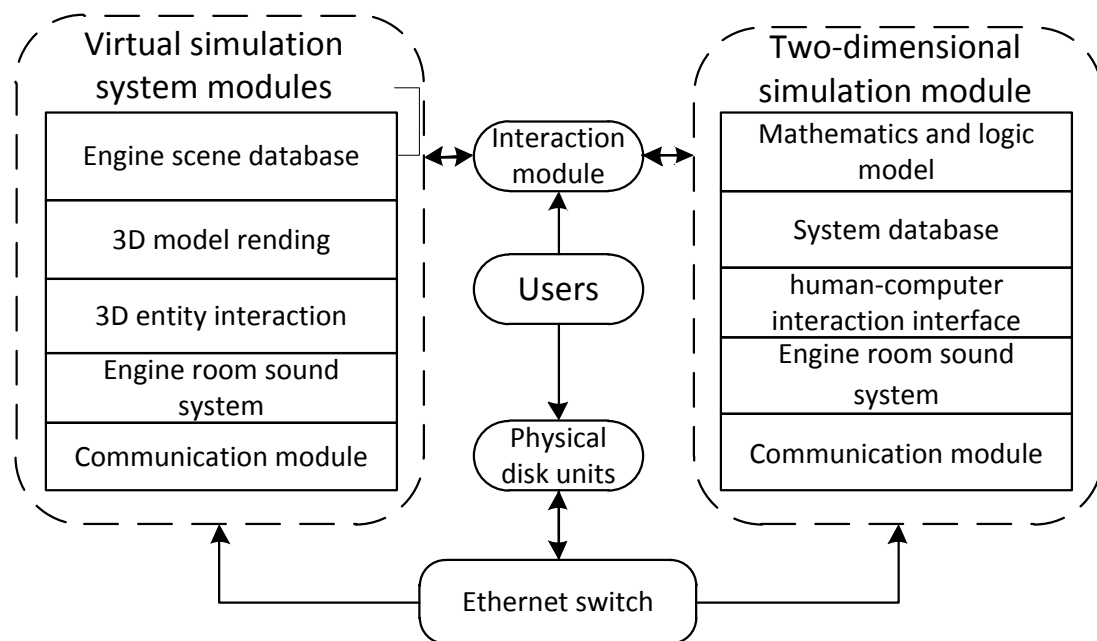 Virtual simulation
system modules
Engine scene database
3D model rending
3D entity interaction
Engine room sound
system
Communication module
Interaction
module
Users
Physical
disk units
Ethernet switch
Two-dimensional
simulation module
Mathematics and logic
model
System database
human-computer
interaction interface
Engine room sound
system
Communication module